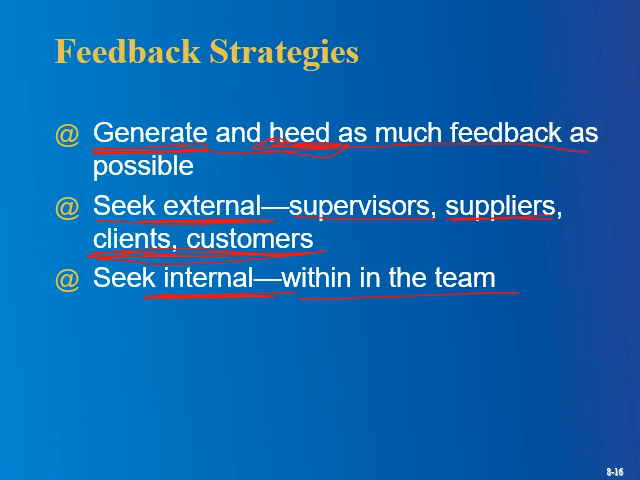 Feedback Strategies
@ Generate and heed as much feedback as
possible
@ Seek external—supervisors, suppliers,
clients, customers
@ Seek internal—within in the team
8-16